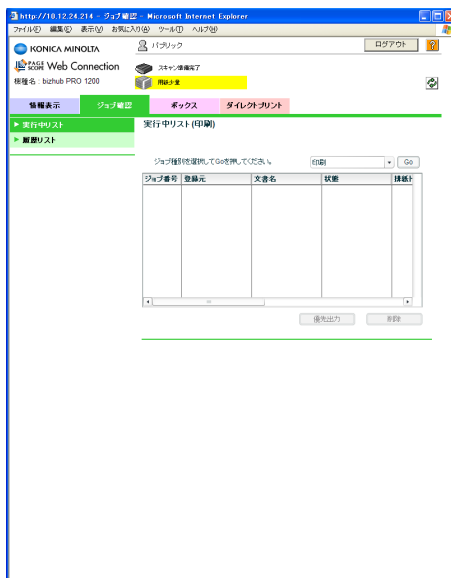 http://10.12.24.214 - ジョブ確認 - Microsoft Internet Explorer
ファイル(F) 編集(E) 表示(V) お気に入り(A) ツール(T) ヘルプ(H)
KONICA MINOLTA
パブリック
ログアウト
?
PAGE SCOPE Web Connection
スキャン準備完了
機種名 : bizhub PRO 1200
用紙少量
情報表示
ジョブ確認
ボックス
ダイレクトプリント
実行中リスト
履歴リスト
実行中リスト(印刷)
ジョブ種別を選択してGoを押してください。
印刷
Go
ジョブ番号 登録元 文書名 状態 排紙ト
優先出力
削除